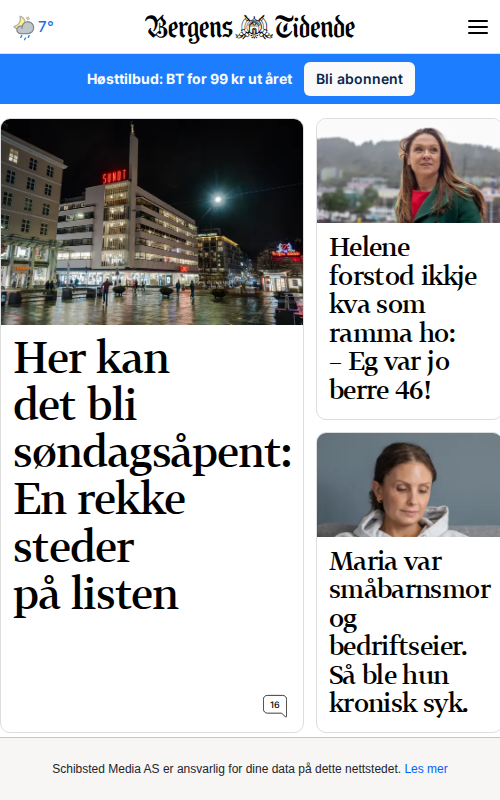 7°
Bergens Tidende
Høsttilbud: BT for 99 kr ut året
Bli abonnent
SUNDT
Her kan
det bli
søndagsåpent:
En rekke
steder
på listen
16
Helene
forstod ikkje
kva som
ramma ho:
– Eg var jo
berre 46!
Maria var
småbarnsmor
og
bedriftseier.
Så ble hun
kronisk syk.
Schibsted Media AS er ansvarlig for dine data på dette nettstedet. Les mer